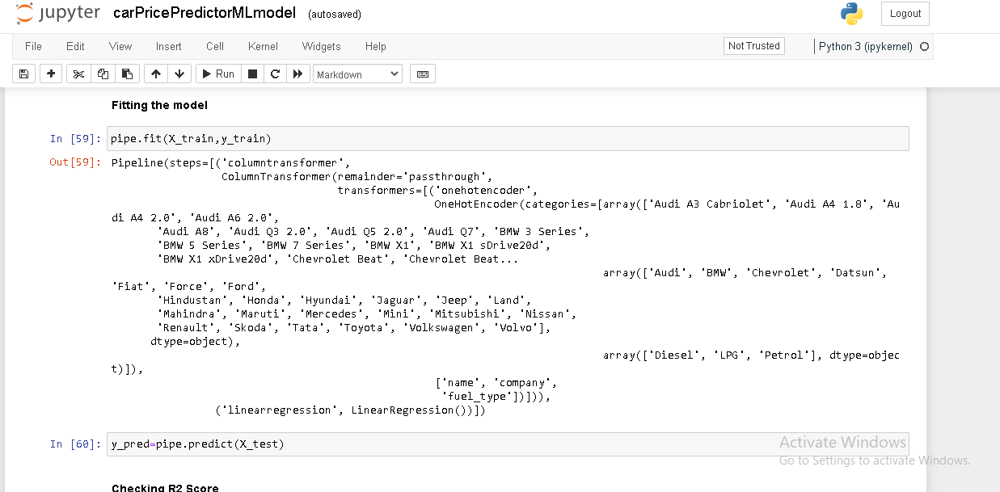 jupyter carPricePredictorMLmodel (autosaved) Logout
File Edit View Insert Cell Kernel Widgets Help Not Trusted Python 3 (ipykernel)
Run Markdown
Fitting the model
In [59]: pipe.fit(X_train,y_train)
Out[59]: Pipeline(steps=[('columntransformer',
ColumnTransformer(remainder='passthrough',
transformers=[('onehotencoder',
OneHotEncoder(categories=[array(['Audi A3 Cabriolet', 'Audi A4 1.8', 'Au
di A4 2.0', 'Audi A6 2.0',
'Audi A8', 'Audi Q3 2.0', 'Audi Q5 2.0', 'Audi Q7', 'BMW 3 Series',
'BMW 5 Series', 'BMW 7 Series', 'BMW X1', 'BMW X1 sDrive20d',
'BMW X1 xDrive20d', 'Chevrolet Beat', 'Chevrolet Beat...
array(['Audi', 'BMW', 'Chevrolet', 'Datsun',
'Fiat', 'Force', 'Ford',
'Hindustan', 'Honda', 'Hyundai', 'Jaguar', 'Jeep', 'Land',
'Mahindra', 'Maruti', 'Mercedes', 'Mini', 'Mitsubishi', 'Nissan',
'Renault', 'Skoda', 'Tata', 'Toyota', 'Volkswagen', 'Volvo'],
dtype=object),
array(['Diesel', 'LPG', 'Petrol'], dtype=objec
t)]),
['name', 'company',
'fuel_type'])])),
('linearregression', LinearRegression())])
In [60]: y_pred=pipe.predict(X_test)
Activate Windows
Go to Settings to activate Windows.
Checking R2 Score